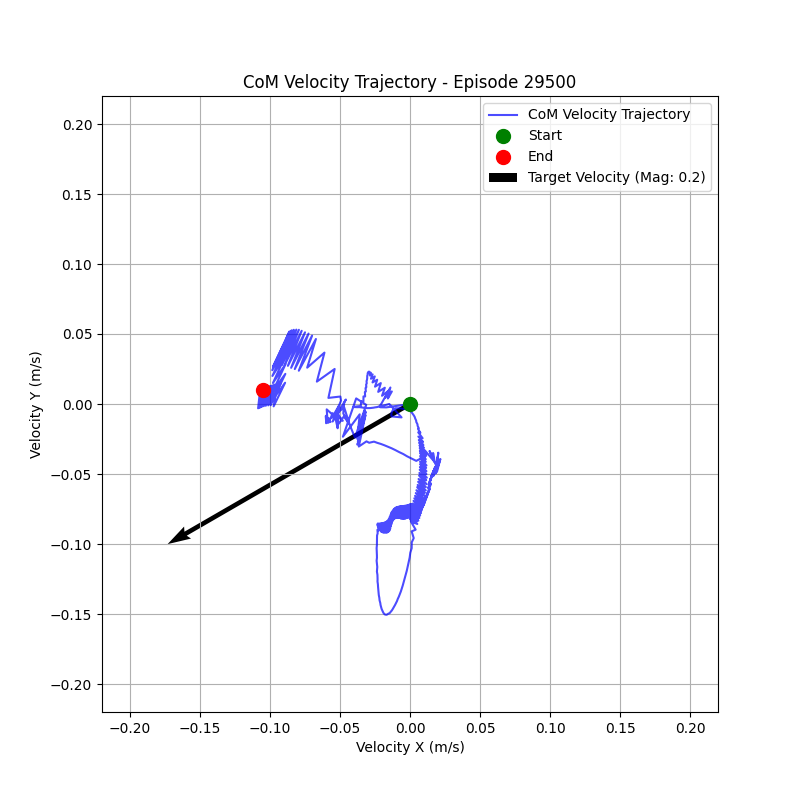 CoM Velocity Trajectory - Episode 29500
CoM Velocity Trajectory
Start
End
Target Velocity (Mag: 0.2)
0.20
0.15
0.10
0.05
0.00
−0.05
−0.10
−0.15
−0.20
Velocity Y (m/s)
−0.20 −0.15 −0.10 −0.05 0.00 0.05 0.10 0.15 0.20
Velocity X (m/s)